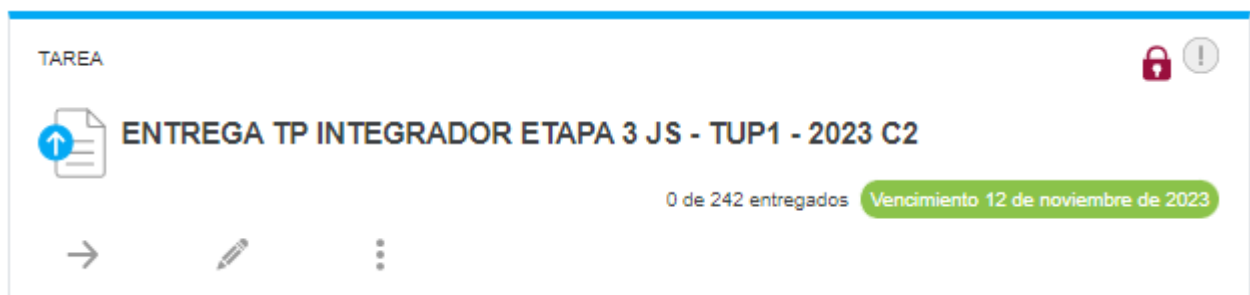 TAREA
ENTREGA TP INTEGRADOR ETAPA 3 JS - TUP1 - 2023 C2
0 de 242 entregados Vencimiento 12 de noviembre de 2023